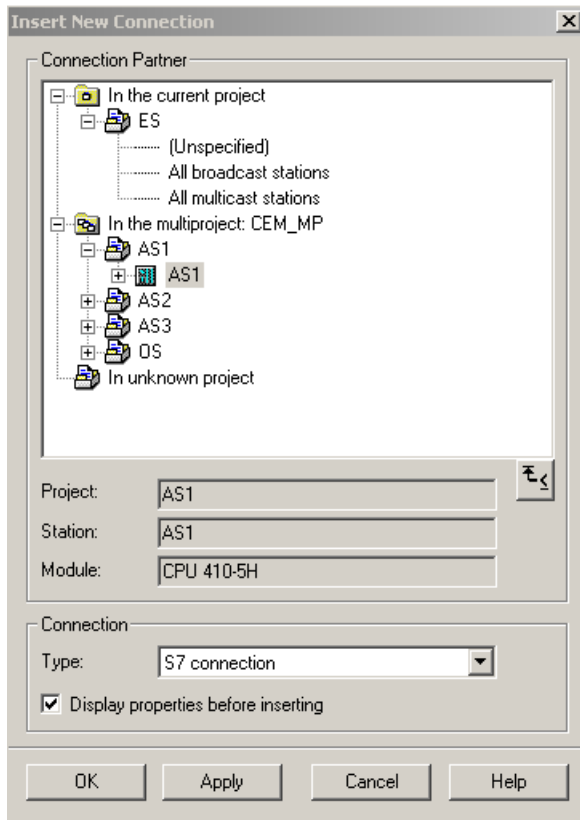 Insert New Connection
Connection Partner
In the current project
ES
(Unspecified)
All broadcast stations
All multicast stations
In the multiproject: CEM_MP
AS1
AS1
AS2
AS3
OS
In unknown project
Project: AS1
Station: AS1
Module: CPU 410-5H
Connection
Type: S7 connection
Display properties before inserting
OK Apply Cancel Help